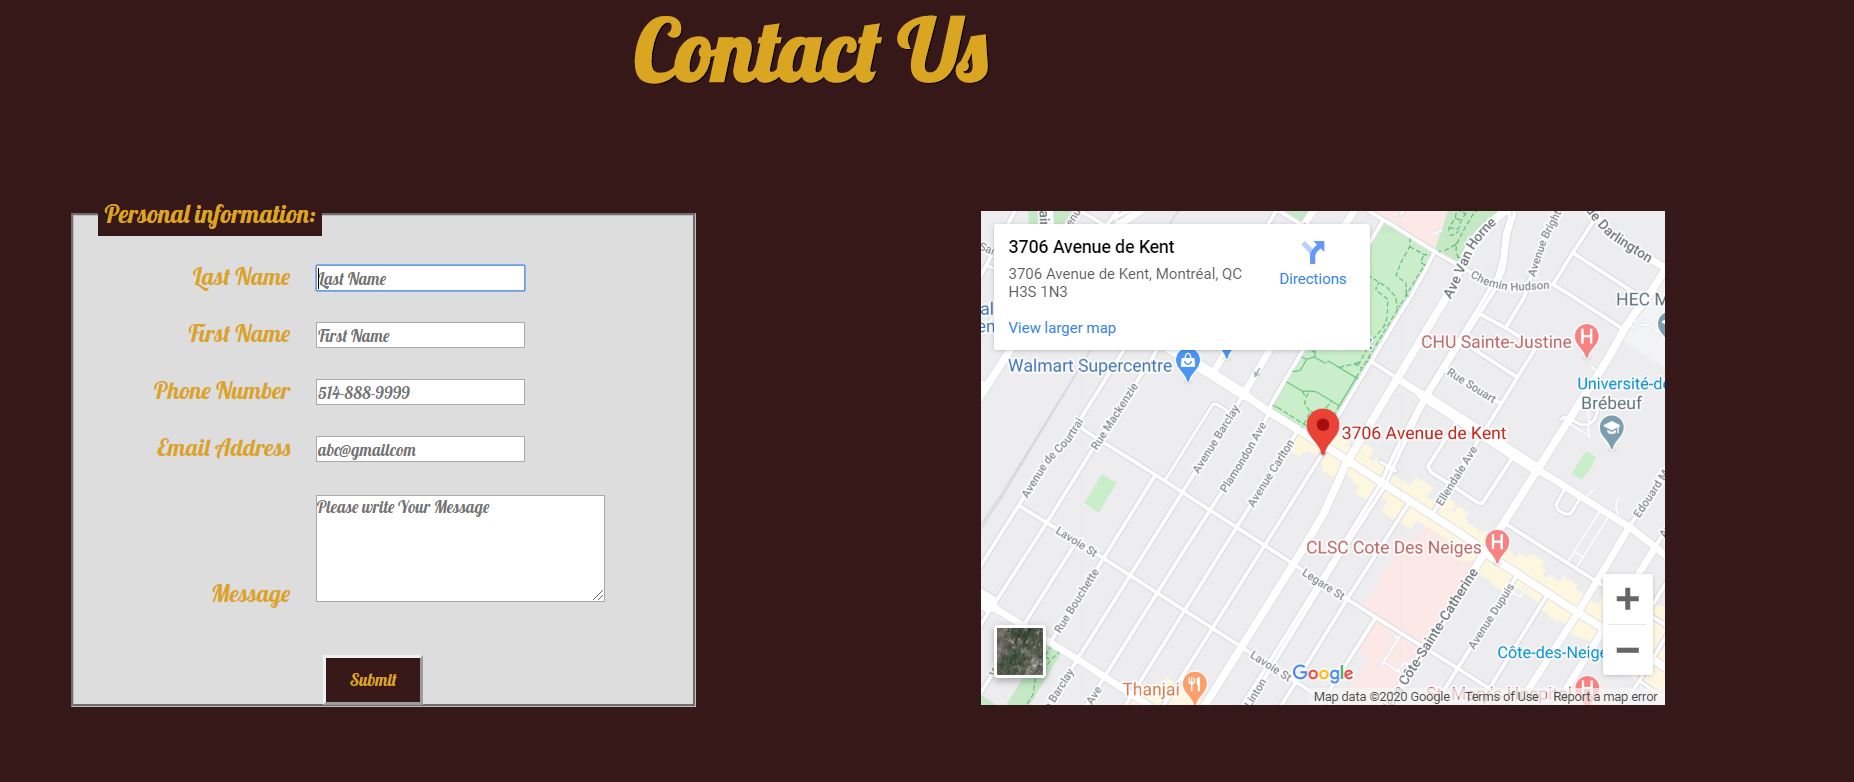 Contact Us
Personal information:
Last Name
Last Name
First Name
First Name
Phone Number
514-888-9999
Email Address
abc@gmailcom
Message
Please write Your Message
Submit
3706 Avenue de Kent
3706 Avenue de Kent, Montréal, QC
H3S 1N3
Directions
View larger map
Ave Van Horne
Avenue Bright
Darlington
Chemin Hudson
HEC M
CHU Sainte-Justine
Walmart Supercentre
Rue Souart
Université-de
Brébeuf
Rue Mackenzie
Avenue de Courtrai
Avenue Barclay
Plamondon Ave
Avenue Carlton
3706 Avenue de Kent
Ellendale Ave
Edouard M
Lavoie St
CLSC Cote Des Neiges
Legare St
Rue Bouchette
Côte-Sainte-Catherine
Avenue Dupuis
Côte-des-Neige
Lavoie St
Barclay
Ave
Linton
Thanjai
Google
Map data ©2020 Google
Terms of Use
Report a map error